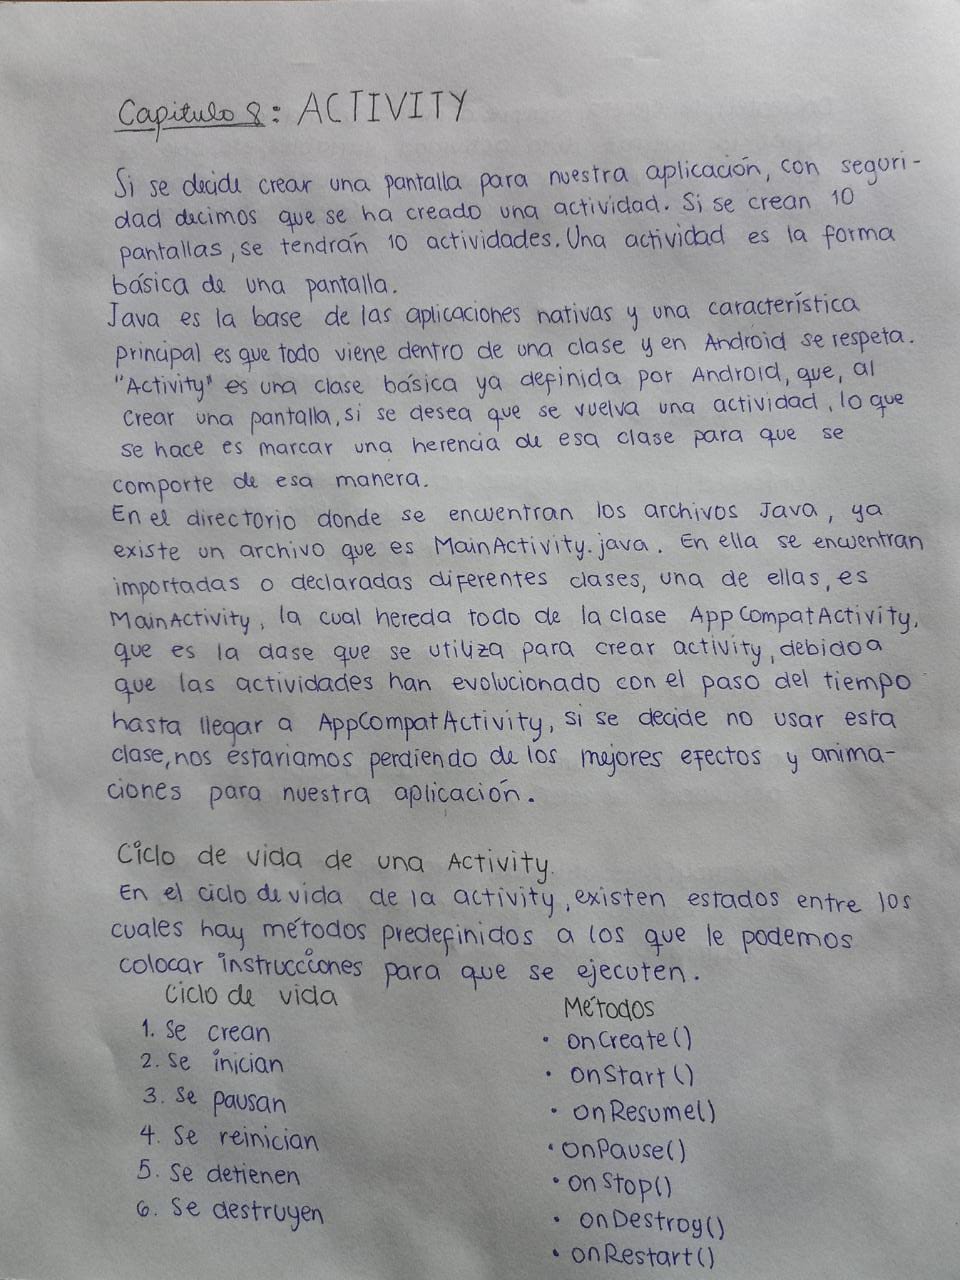 Capitulo 8: ACTIVITY
Si se decide crear una pantalla para nuestra aplicación, con seguri-
dad decimos que se ha creado una actividad. Si se crean 10
pantallas, se tendrán 10 actividades. Una actividad es la forma
básica de una pantalla.
Java es la base de las aplicaciones nativas y una característica
principal es que todo viene dentro de una clase y en Android se respeta.
"Activity" es una clase básica ya definida por Android, que, al
crear una pantalla, si se desea que se vuelva una actividad, lo que
se hace es marcar una herencia de esa clase para que se
comporte de esa manera.
En el directorio donde se encuentran los archivos Java, ya
existe un archivo que es MainActivity.java. En ella se encuentran
importadas o declaradas diferentes clases, una de ellas, es
MainActivity, la cual hereda todo de la clase AppCompatActivity,
que es la clase que se utiliza para crear activity, debido a
que las actividades han evolucionado con el paso del tiempo
hasta llegar a AppCompatActivity, si se decide no usar esta
clase, nos estariamos perdiendo de los mejores efectos y anima-
ciones para nuestra aplicación.
Ciclo de vida de una Activity.
En el ciclo de vida de la activity, existen estados entre los
cuales hay métodos predefinidos a los que le podemos
colocar instrucciones para que se ejecuten.
Ciclo de vida
1. Se crean
2. Se inician
3. Se pausan
4. Se reinician
5. Se detienen
6. Se destruyen
Métodos
• onCreate()
• onStart()
• onResume()
• onPause()
• onStop()
• onDestroy()
• onRestart()